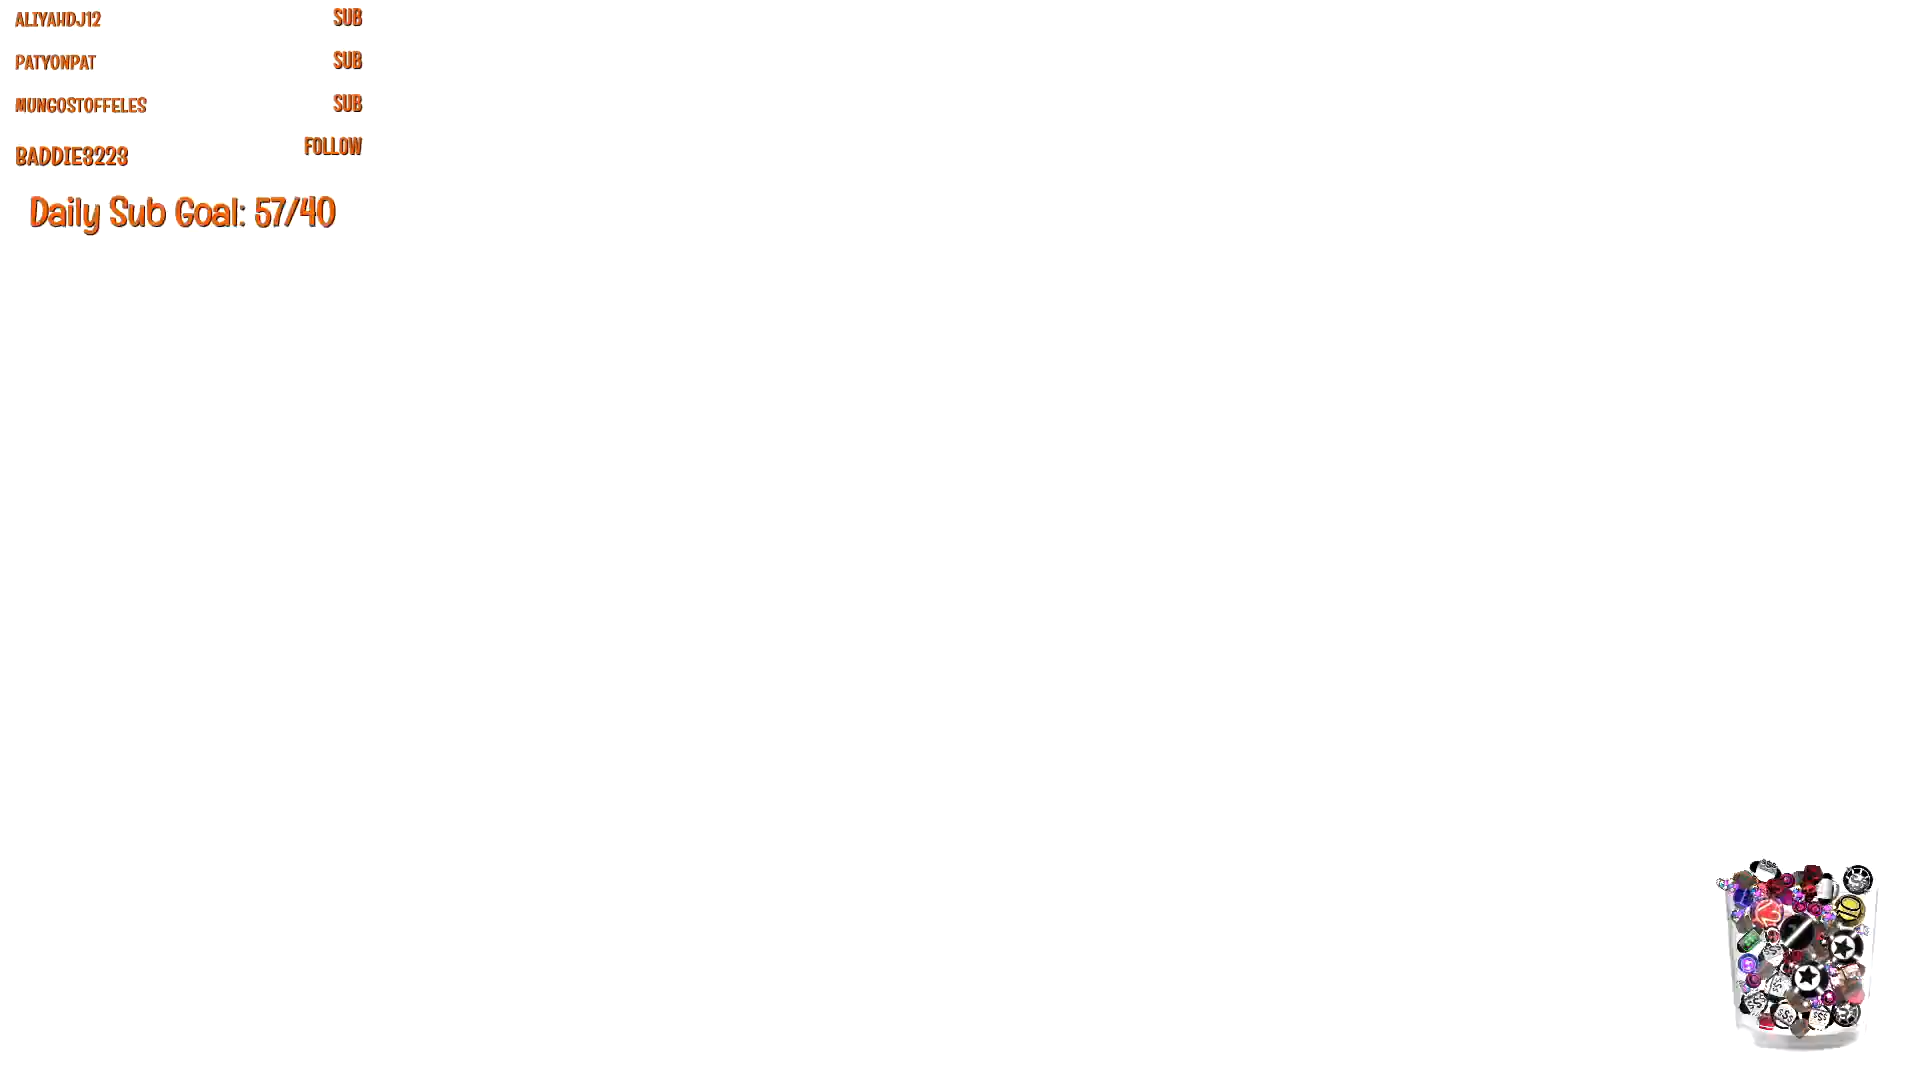 ALIYAHDJ12 SUB
PATYONPAT SUB
MUNGOSTOFFELES SUB
BADDIE3223 FOLLOW
Daily Sub Goal: 57/40